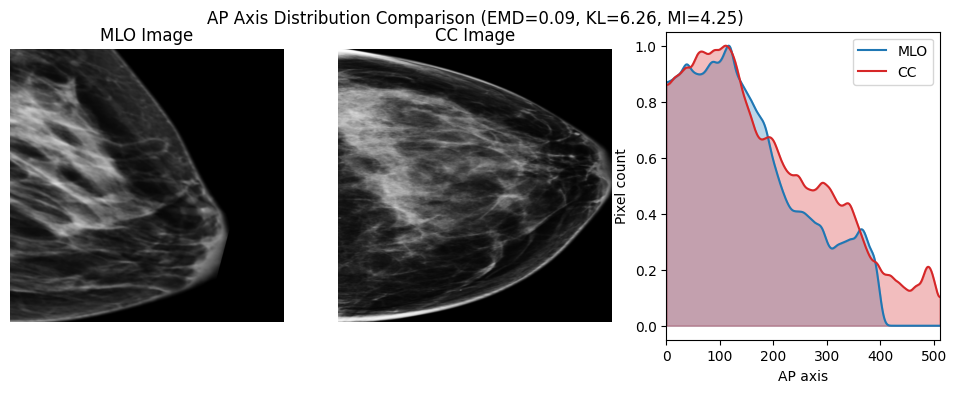 AP Axis Distribution Comparison (EMD=0.09, KL=6.26, MI=4.25)
MLO Image
CC Image
MLO
CC
Pixel count
1.0
0.8
0.6
0.4
0.2
0.0
0 100 200 300 400 500
AP axis